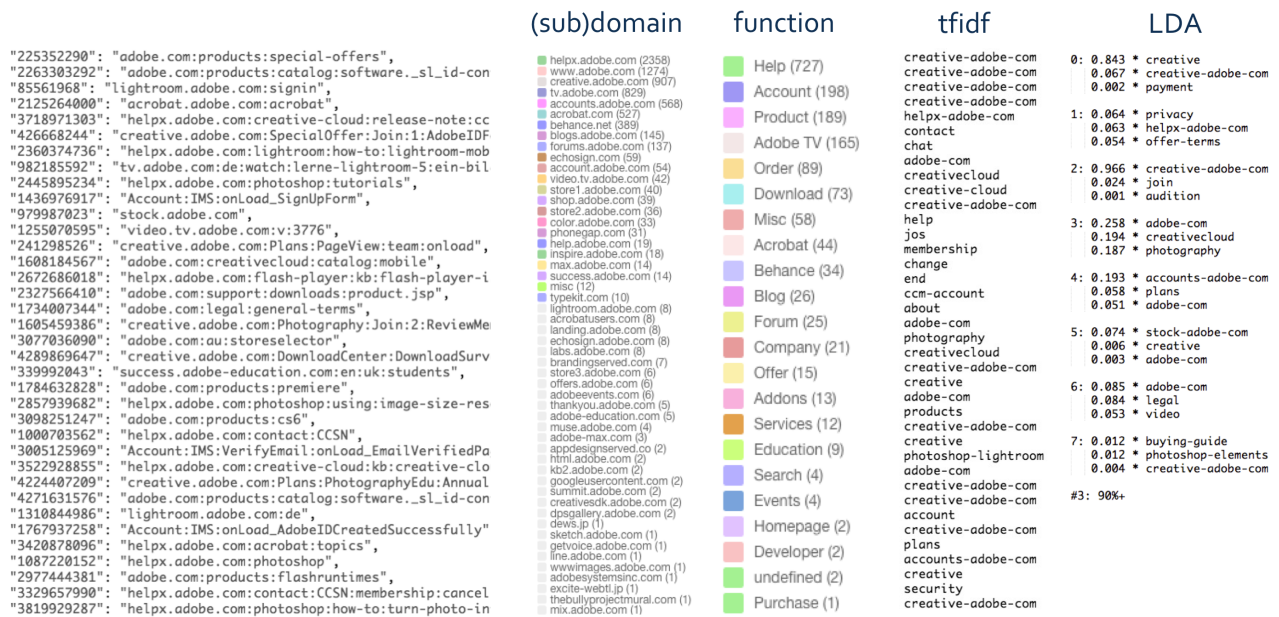 (sub)domain
function
tfidf
LDA
"225352290": "adobe.com:products:special-offers",
"2263303292": "adobe.com:products:catalog:software._sl_id-con
"85561968": "lightroom.adobe.com:signin",
"2125264000": "acrobat.adobe.com:acrobat",
"3718971303": "helpx.adobe.com:creative-cloud:release-note:cc
"426668244": "creative.adobe.com:SpecialOffer:Join:1:AdobeIDF
"2360374736": "helpx.adobe.com:lightroom:how-to:lightroom-mob
"982185592": "tv.adobe.com:de:watch:lerne-lightroom-5:ein-bil
"2445895234": "helpx.adobe.com:photoshop:tutorials",
"1436976917": "Account:IMS:onLoad_SignUpForm",
"979987023": "stock.adobe.com",
"1255070595": "video.tv.adobe.com:v:3776",
"241298526": "creative.adobe.com:Plans:PageView:team:onload",
"1608184567": "adobe.com:creativecloud:catalog:mobile",
"2672686018": "helpx.adobe.com:flash-player:kb:flash-player-i
"2327566410": "adobe.com:support:downloads:product.jsp",
"1734007344": "adobe.com:legal:general-terms",
"1605459386": "creative.adobe.com:Photography:Join:2:ReviewMe
"3077036090": "adobe.com:au:storeselector",
"4289869647": "creative.adobe.com:DownloadCenter:DownloadSurv
"339992043": "success.adobe-education.com:en:uk:students",
"1784632828": "adobe.com:products:premiere",
"2857939682": "helpx.adobe.com:photoshop:using:image-size-res
"3098251247": "adobe.com:products:cs6",
"1000703562": "helpx.adobe.com:contact:CCSN",
"3005125969": "Account:IMS:VerifyEmail:onLoad_EmailVerifiedPa
"3522928855": "helpx.adobe.com:creative-cloud:kb:creative-clo
"4224407209": "creative.adobe.com:Plans:PhotographyEdu:Annual
"4271631576": "adobe.com:products:catalog:software._sl_id-con
"1310844986": "lightroom.adobe.com:de",
"1767937258": "Account:IMS:onLoad_AdobeIDCreatedSuccessfully"
"3420878096": "helpx.adobe.com:acrobat:topics",
"1087220152": "helpx.adobe.com:photoshop",
"2977444381": "adobe.com:products:flashruntimes",
"3329657990": "helpx.adobe.com:contact:CCSN:membership:cancel
"3819929287": "helpx.adobe.com:photoshop:how-to:turn-photo-in
helpx.adobe.com (2358)
www.adobe.com (1274)
creative.adobe.com (907)
tv.adobe.com (829)
accounts.adobe.com (568)
acrobat.com (527)
behance.net (389)
blogs.adobe.com (145)
forums.adobe.com (137)
echosign.com (59)
account.adobe.com (54)
video.tv.adobe.com (42)
store1.adobe.com (40)
shop.adobe.com (39)
store2.adobe.com (36)
color.adobe.com (33)
phonegap.com (31)
help.adobe.com (19)
inspire.adobe.com (18)
max.adobe.com (14)
success.adobe.com (14)
misc (12)
typekit.com (10)
lightroom.adobe.com (8)
acrobatusers.com (8)
landing.adobe.com (8)
echosign.adobe.com (8)
labs.adobe.com (8)
brandingserved.com (7)
store3.adobe.com (6)
offers.adobe.com (6)
adobeevents.com (6)
thankyou.adobe.com (5)
adobe-education.com (5)
muse.adobe.com (4)
adobe-max.com (3)
appdesignserved.co (2)
html.adobe.com (2)
kb2.adobe.com (2)
googleusercontent.com (2)
summit.adobe.com (2)
creativesdk.adobe.com (2)
dpsgallery.adobe.com (2)
dews.jp (1)
sketch.adobe.com (1)
getvoice.adobe.com (1)
line.adobe.com (1)
wwwimages.adobe.com (1)
adobesystemsinc.com (1)
excite-webtl.jp (1)
thebullyprojectmural.com (1)
mix.adobe.com (1)
Help (727)
Account (198)
Product (189)
Adobe TV (165)
Order (89)
Download (73)
Misc (58)
Acrobat (44)
Behance (34)
Blog (26)
Forum (25)
Company (21)
Offer (15)
Addons (13)
Services (12)
Education (9)
Search (4)
Events (4)
Homepage (2)
Developer (2)
undefined (2)
Purchase (1)
creative-adobe-com
creative-adobe-com
creative-adobe-com
creative-adobe-com
helpx-adobe-com
contact
chat
adobe-com
creativecloud
creative-cloud
creative-adobe-com
help
jos
membership
change
end
ccm-account
about
adobe-com
photography
creativecloud
creative-adobe-com
creative
adobe-com
products
creative-adobe-com
creative
photoshop-lightroom
adobe-com
creative-adobe-com
creative-adobe-com
account
creative-adobe-com
plans
accounts-adobe-com
creative
security
creative-adobe-com
0: 0.843 * creative
0.067 * creative-adobe-com
0.002 * payment
1: 0.064 * privacy
0.063 * helpx-adobe-com
0.054 * offer-terms
2: 0.966 * creative-adobe-com
0.024 * join
0.001 * audition
3: 0.258 * adobe-com
0.194 * creativecloud
0.187 * photography
4: 0.193 * accounts-adobe-com
0.058 * plans
0.051 * adobe-com
5: 0.074 * stock-adobe-com
0.006 * creative
0.003 * adobe-com
6: 0.085 * adobe-com
0.084 * legal
0.053 * video
7: 0.012 * buying-guide
0.012 * photoshop-elements
0.004 * creative-adobe-com
#3: 90%+